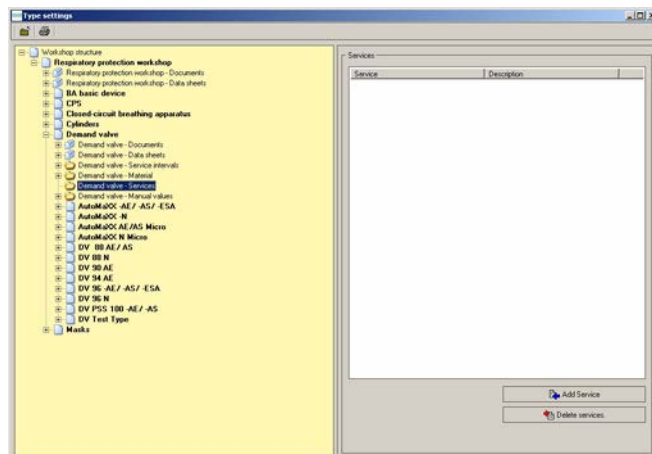 Type settings
Workshop structure
Respiratory protection workshop
Respiratory protection workshop - Documents
Respiratory protection workshop - Data sheets
BA basic device
CPS
Closed-circuit breathing apparatus
Cylinders
Demand valve
Demand valve - Documents
Demand valve - Data sheets
Demand valve - Service intervals
Demand valve - Material
Demand valve - Services
Demand valve - Manual values
AutoMaXX -AE/ -AS/ -ESA
AutoMaXX -N
AutoMaXX AE/AS Micro
AutoMaXX N Micro
DV 88 AE/ AS
DV 88 N
DV 90 AE
DV 94 AE
DV 96 -AE/ -AS/ -ESA
DV 96 N
DV PSS 100 -AE/ -AS
DV Test Type
Masks
Services
Service Description
Add Service
Delete services